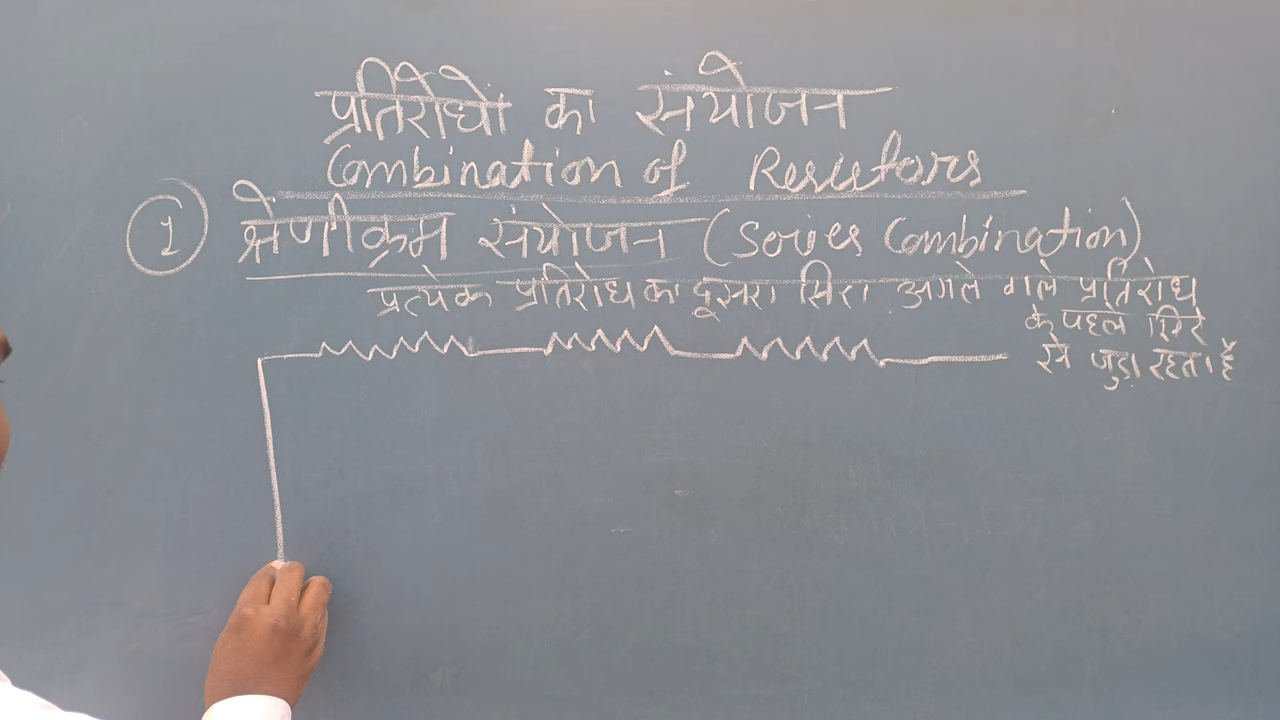 प्रतिरोधों का संयोजन
Combination of Resistors
1 श्रेणीक्रम संयोजन (Series Combination)
प्रत्येक प्रतिरोध का दूसरा सिरा अगले वाले प्रतिरोध
के पहले सिरे
से जुड़ा रहता है